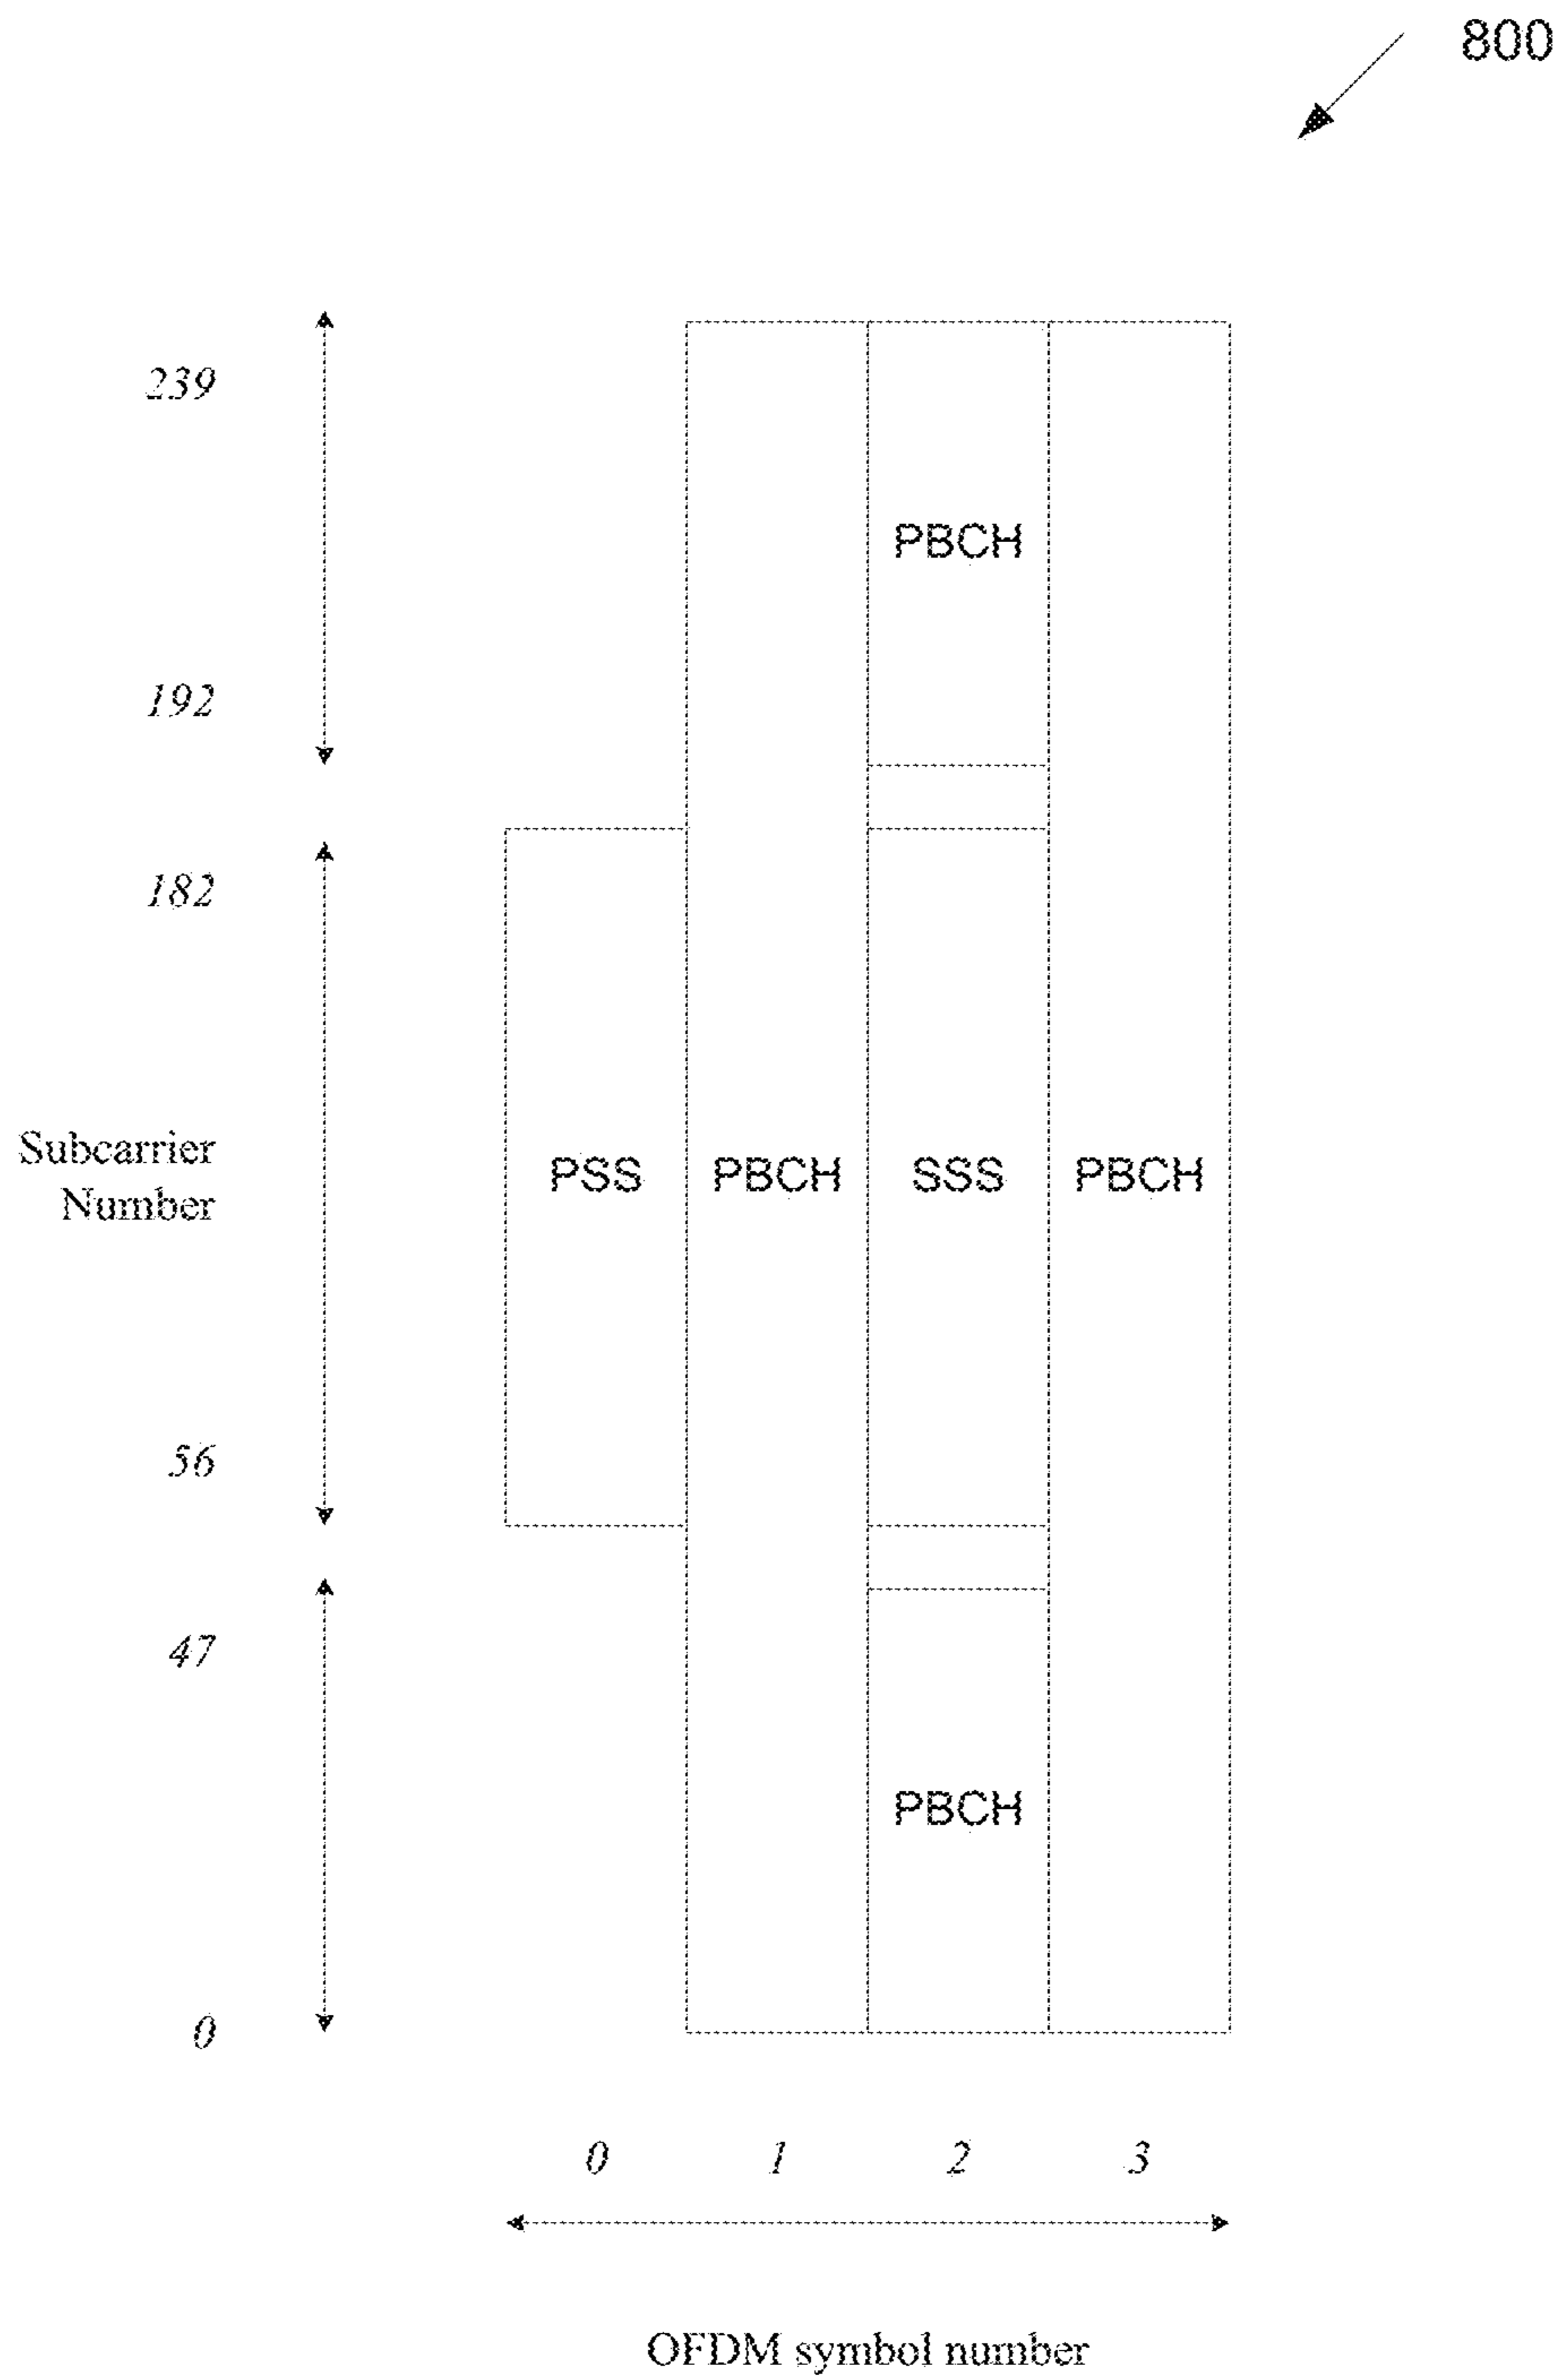 800
239
PBCH
192
182
Subcarrier
Number
PSS
PBCH
SSS
PBCH
56
47
PBCH
0
0
1
2
3
OFDM symbol number